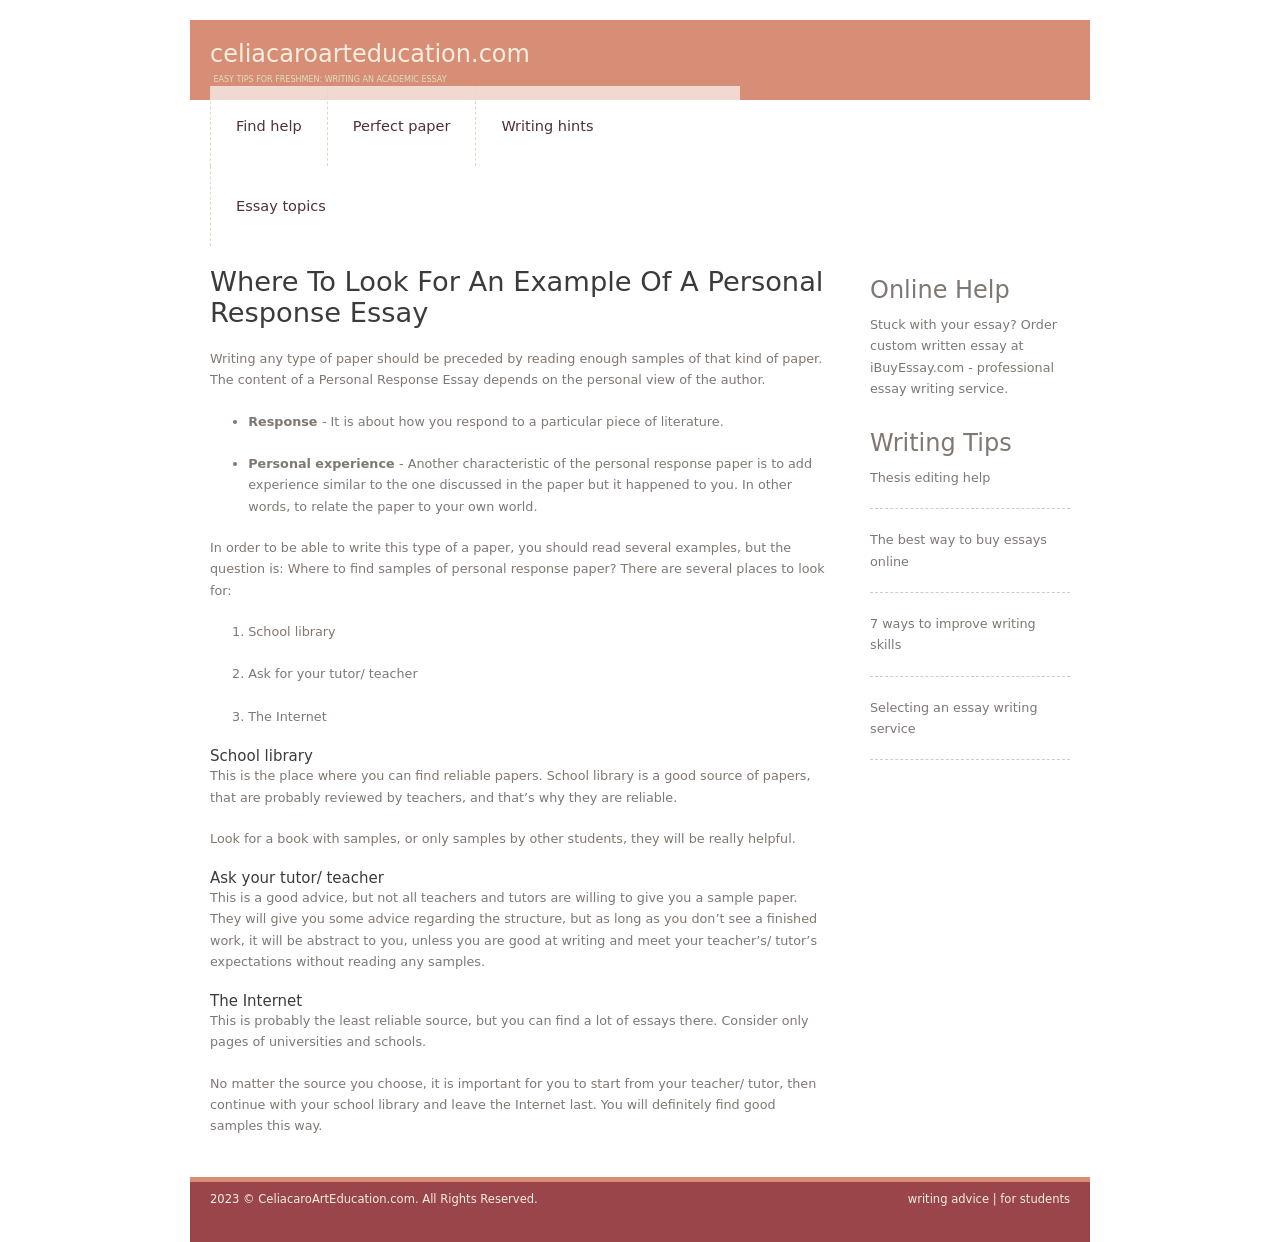 celiacaroarteducation.com
EASY TIPS FOR FRESHMEN: WRITING AN ACADEMIC ESSAY
Find help
Perfect paper
Writing hints
Essay topics
Where To Look For An Example Of A Personal
Response Essay
Writing any type of paper should be preceded by reading enough samples of that kind of paper.
The content of a Personal Response Essay depends on the personal view of the author.
• Response - It is about how you respond to a particular piece of literature.
• Personal experience - Another characteristic of the personal response paper is to add
experience similar to the one discussed in the paper but it happened to you. In other
words, to relate the paper to your own world.
In order to be able to write this type of a paper, you should read several examples, but the
question is: Where to find samples of personal response paper? There are several places to look
for:
1. School library
2. Ask for your tutor/ teacher
3. The Internet
School library
This is the place where you can find reliable papers. School library is a good source of papers,
that are probably reviewed by teachers, and that’s why they are reliable.
Look for a book with samples, or only samples by other students, they will be really helpful.
Ask your tutor/ teacher
This is a good advice, but not all teachers and tutors are willing to give you a sample paper.
They will give you some advice regarding the structure, but as long as you don’t see a finished
work, it will be abstract to you, unless you are good at writing and meet your teacher’s/ tutor’s
expectations without reading any samples.
The Internet
This is probably the least reliable source, but you can find a lot of essays there. Consider only
pages of universities and schools.
No matter the source you choose, it is important for you to start from your teacher/ tutor, then
continue with your school library and leave the Internet last. You will definitely find good
samples this way.
Online Help
Stuck with your essay? Order
custom written essay at
iBuyEssay.com - professional
essay writing service.
Writing Tips
Thesis editing help
The best way to buy essays
online
7 ways to improve writing
skills
Selecting an essay writing
service
2023 © CeliacaroArtEducation.com. All Rights Reserved.
writing advice | for students